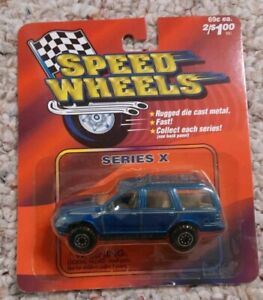 69¢ ea.
2/$1.00
SPEED
WHEELS
• Rugged die cast metal.
• Fast!
• Collect each series!
(see back panel)
SERIES X
WARNING: